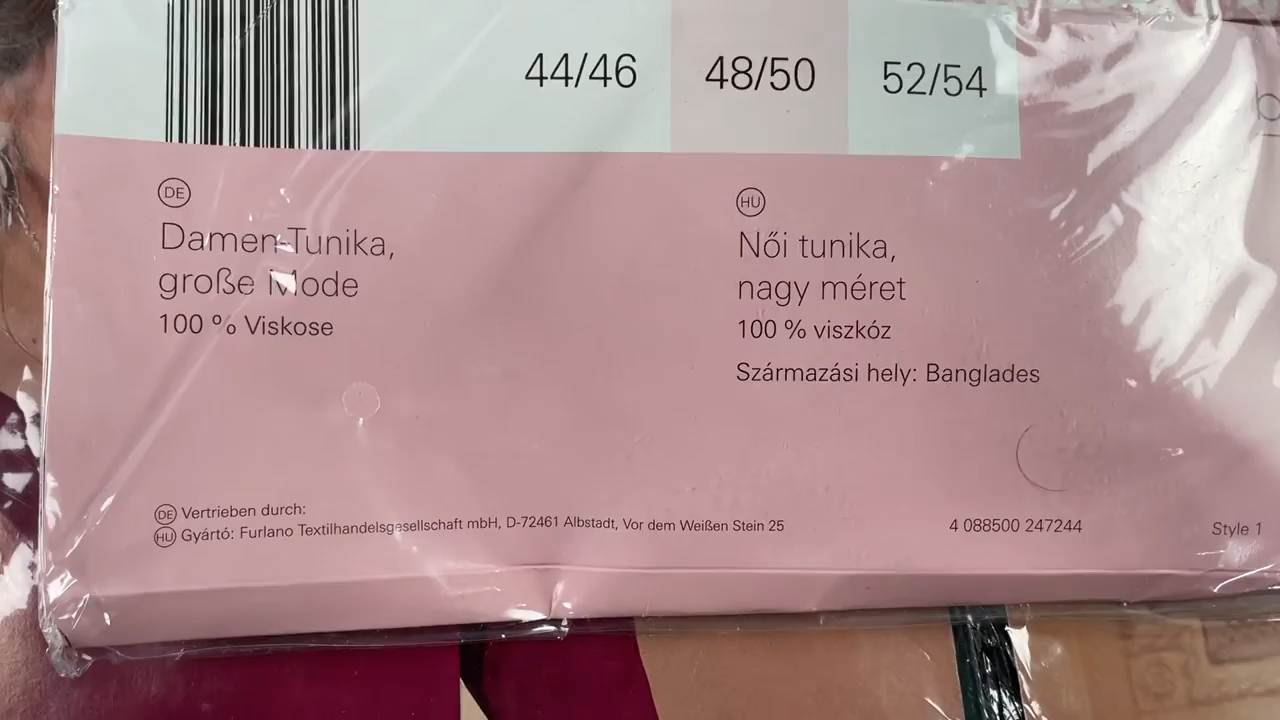 44/46 48/50 52/54
DE
Damen-Tunika,
große Mode
100 % Viskose
HU
Női tunika,
nagy méret
100 % viszkóz
Származási hely: Banglades
DE Vertrieben durch:
HU Gyártó: Furlano Textilhandelsgesellschaft mbH, D-72461 Albstadt, Vor dem Weißen Stein 25
4 088500 247244
Style 1